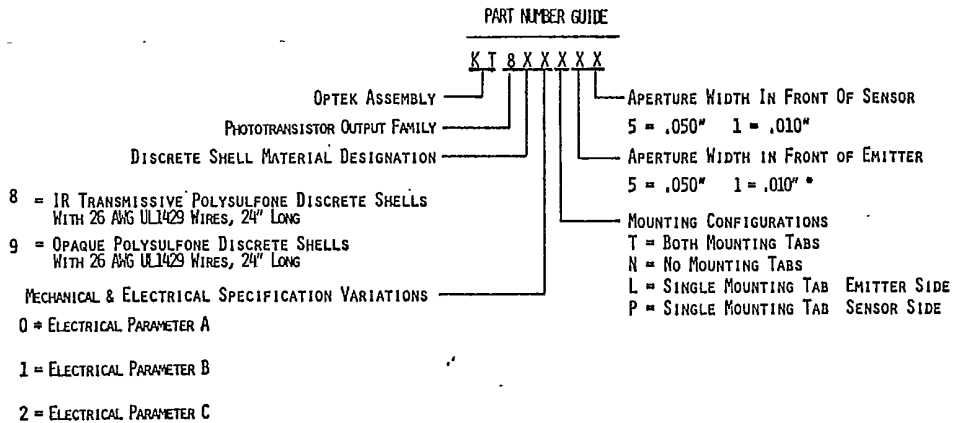 PART NUMBER GUIDE
K T 8 X X X X X
OPTEK ASSEMBLY
PHOTOTRANSISTOR OUTPUT FAMILY
DISCRETE SHELL MATERIAL DESIGNATION
8 = IR TRANSMISSIVE POLYSULFONE DISCRETE SHELLS
WITH 26 AWG UL1429 WIRES, 24" LONG
9 = OPAQUE POLYSULFONE DISCRETE SHELLS
WITH 26 AWG UL1429 WIRES, 24" LONG
MECHANICAL & ELECTRICAL SPECIFICATION VARIATIONS
0 = ELECTRICAL PARAMETER A
1 = ELECTRICAL PARAMETER B
2 = ELECTRICAL PARAMETER C
APERTURE WIDTH IN FRONT OF SENSOR
5 = .050" 1 = .010"
APERTURE WIDTH IN FRONT OF EMITTER
5 = .050" 1 = .010" *
MOUNTING CONFIGURATIONS
T = BOTH MOUNTING TABS
N = NO MOUNTING TABS
L = SINGLE MOUNTING TAB EMITTER SIDE
P = SINGLE MOUNTING TAB SENSOR SIDE